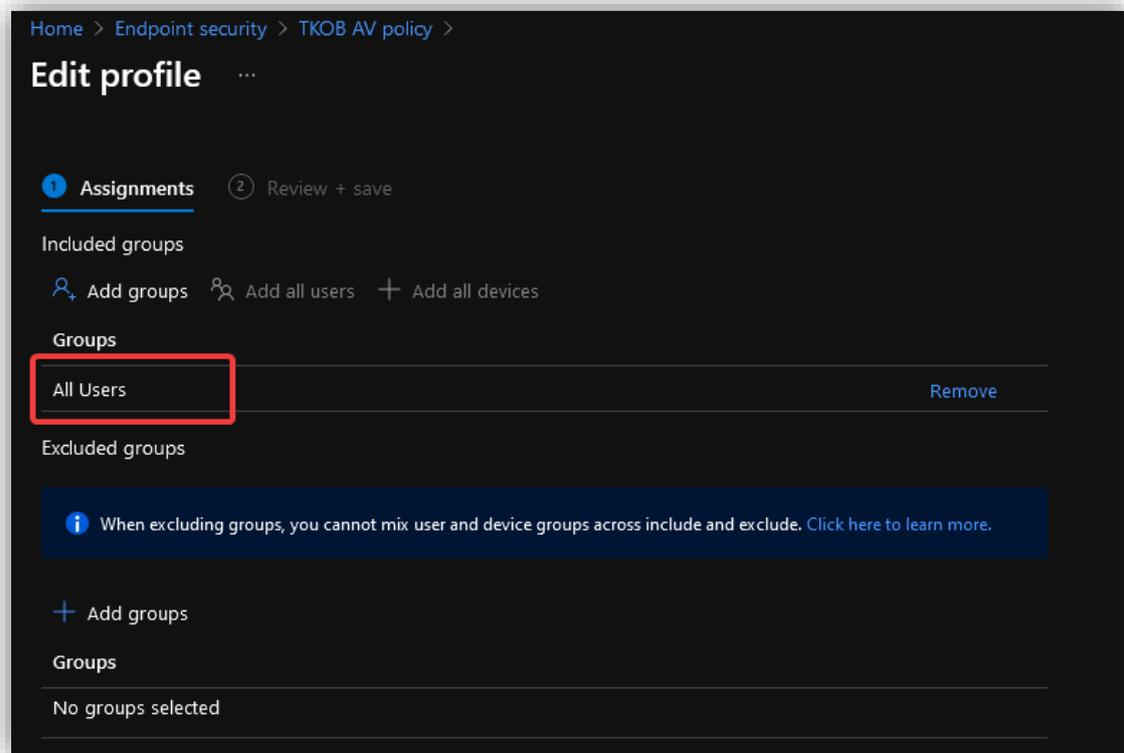 Home > Endpoint security > TKOB AV policy >
Edit profile ...
1 Assignments 2 Review + save
Included groups
Add groups Add all users + Add all devices
Groups
All Users Remove
Excluded groups
When excluding groups, you cannot mix user and device groups across include and exclude. Click here to learn more.
+ Add groups
Groups
No groups selected